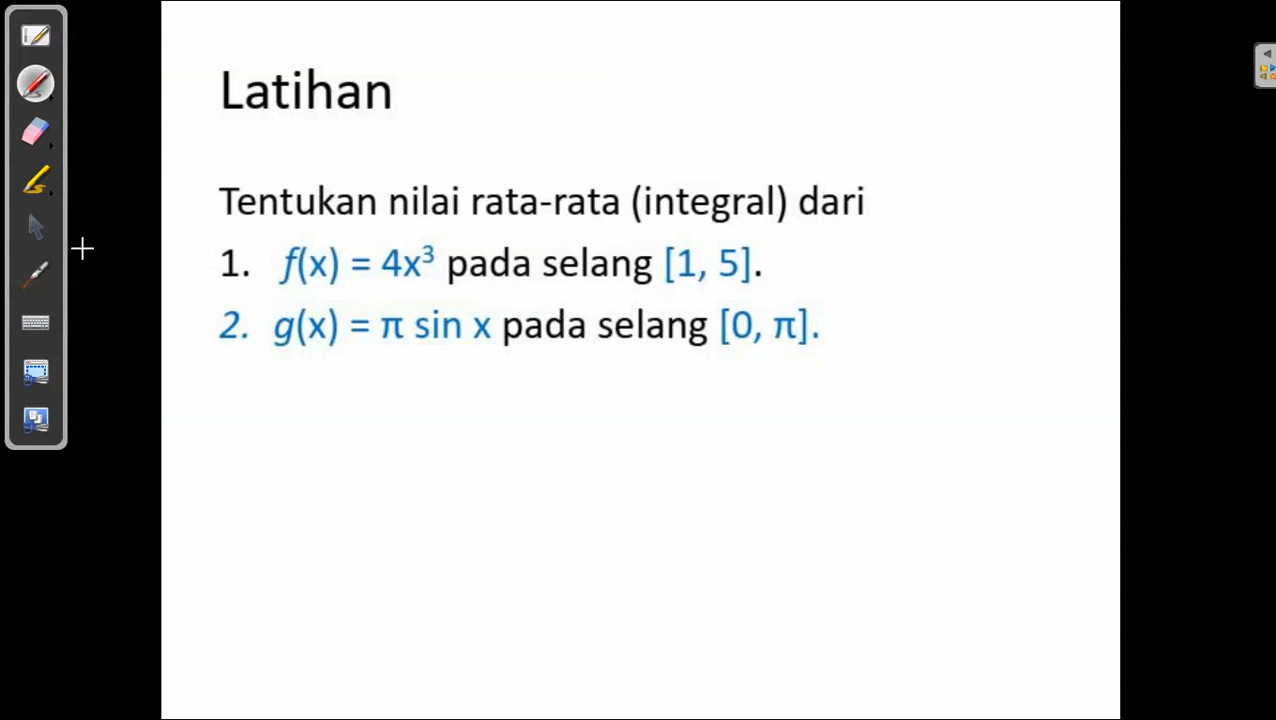 Latihan
Tentukan nilai rata-rata (integral) dari
1. f(x) = 4x³ pada selang [1, 5].
2. g(x) = π sin x pada selang [0, π].